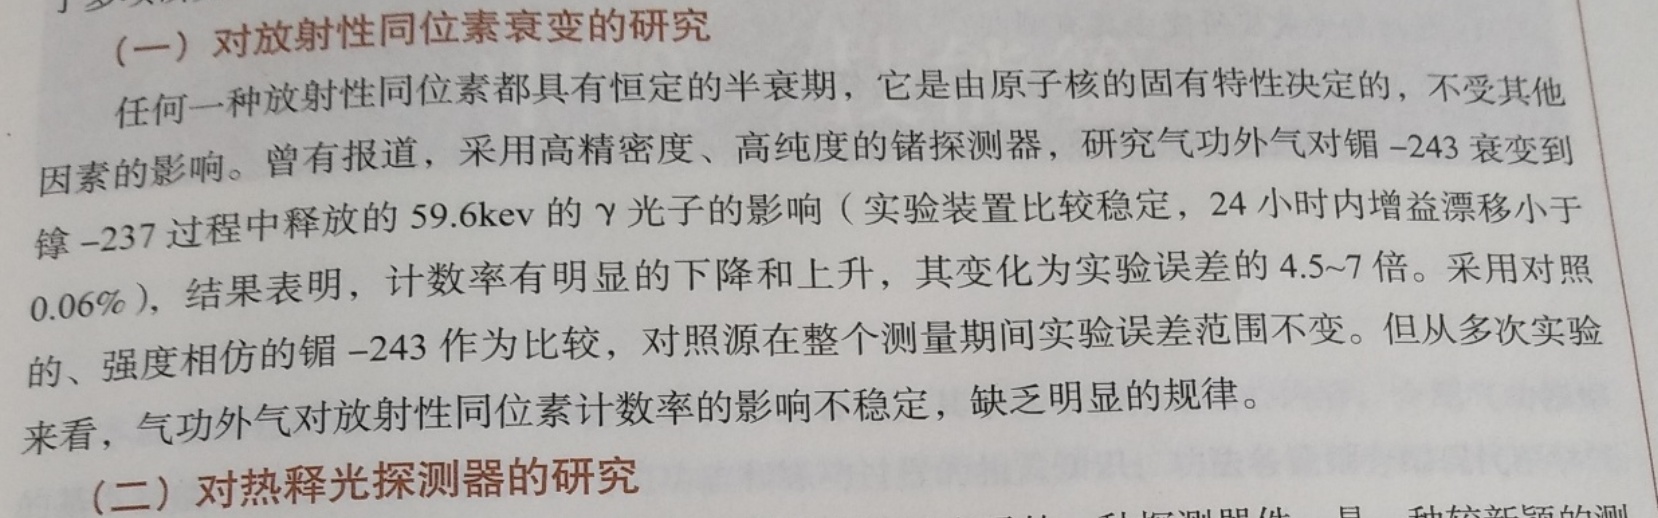 （一）对放射性同位素衰变的研究
任何一种放射性同位素都具有恒定的半衰期，它是由原子核的固有特性决定的，不受其他
因素的影响。曾有报道，采用高精密度、高纯度的锗探测器，研究气功外气对镅 –243 衰变到
镎 –237 过程中释放的 59.6kev 的 γ 光子的影响（实验装置比较稳定，24 小时内增益漂移小于
0.06%），结果表明，计数率有明显的下降和上升，其变化为实验误差的 4.5~7 倍。采用对照
的、强度相仿的镅 –243 作为比较，对照源在整个测量期间实验误差范围不变。但从多次实验
来看，气功外气对放射性同位素计数率的影响不稳定，缺乏明显的规律。
（二）对热释光探测器的研究